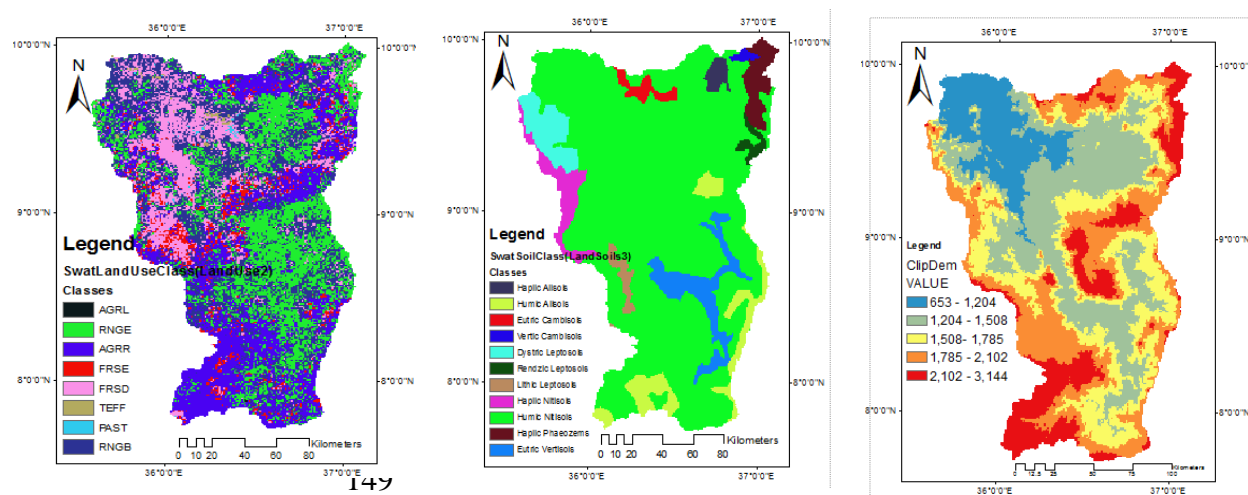 36°0'0"E 37°0'0"E
10°0'0"N 10°0'0"N
N
9°0'0"N 9°0'0"N
Legend
SwatLandUseClass(LandUse2)
Classes
AGRL
RNGE
AGRR
FRSE
FRSD
TEFF
PAST
RNGB
8°0'0"N 8°0'0"N
Kilometers
0 10 20 40 60 80
36°0'0"E 37°0'0"E
149
36°0'0"E 37°0'0"E
10°0'0"N 10°0'0"N
N
9°0'0"N 9°0'0"N
Legend
SwatSoilClass(LandSoils3)
Classes
Haplic Alisols
Humic Alisols
Eutric Cambisols
Vertic Cambisols
Dystric Leptosols
Rendzic Leptosols
Lithic Leptosols
Haplic Nitisols
Humic Nitisols
Haplic Phaeozems
Eutric Vertisols
8°0'0"N 8°0'0"N
Kilometers
0 10 20 40 60 80
36°0'0"E 37°0'0"E
36°0'0"E 37°0'0"E
10°0'0"N 10°0'0"N
N
9°0'0"N 9°0'0"N
Legend
ClipDem
VALUE
653 - 1,204
1,204 - 1,508
1,508- 1,785
1,785 - 2,102
2,102 - 3,144
8°0'0"N 8°0'0"N
Kilometers
0 12.5 25 50 75 100
36°0'0"E 37°0'0"E